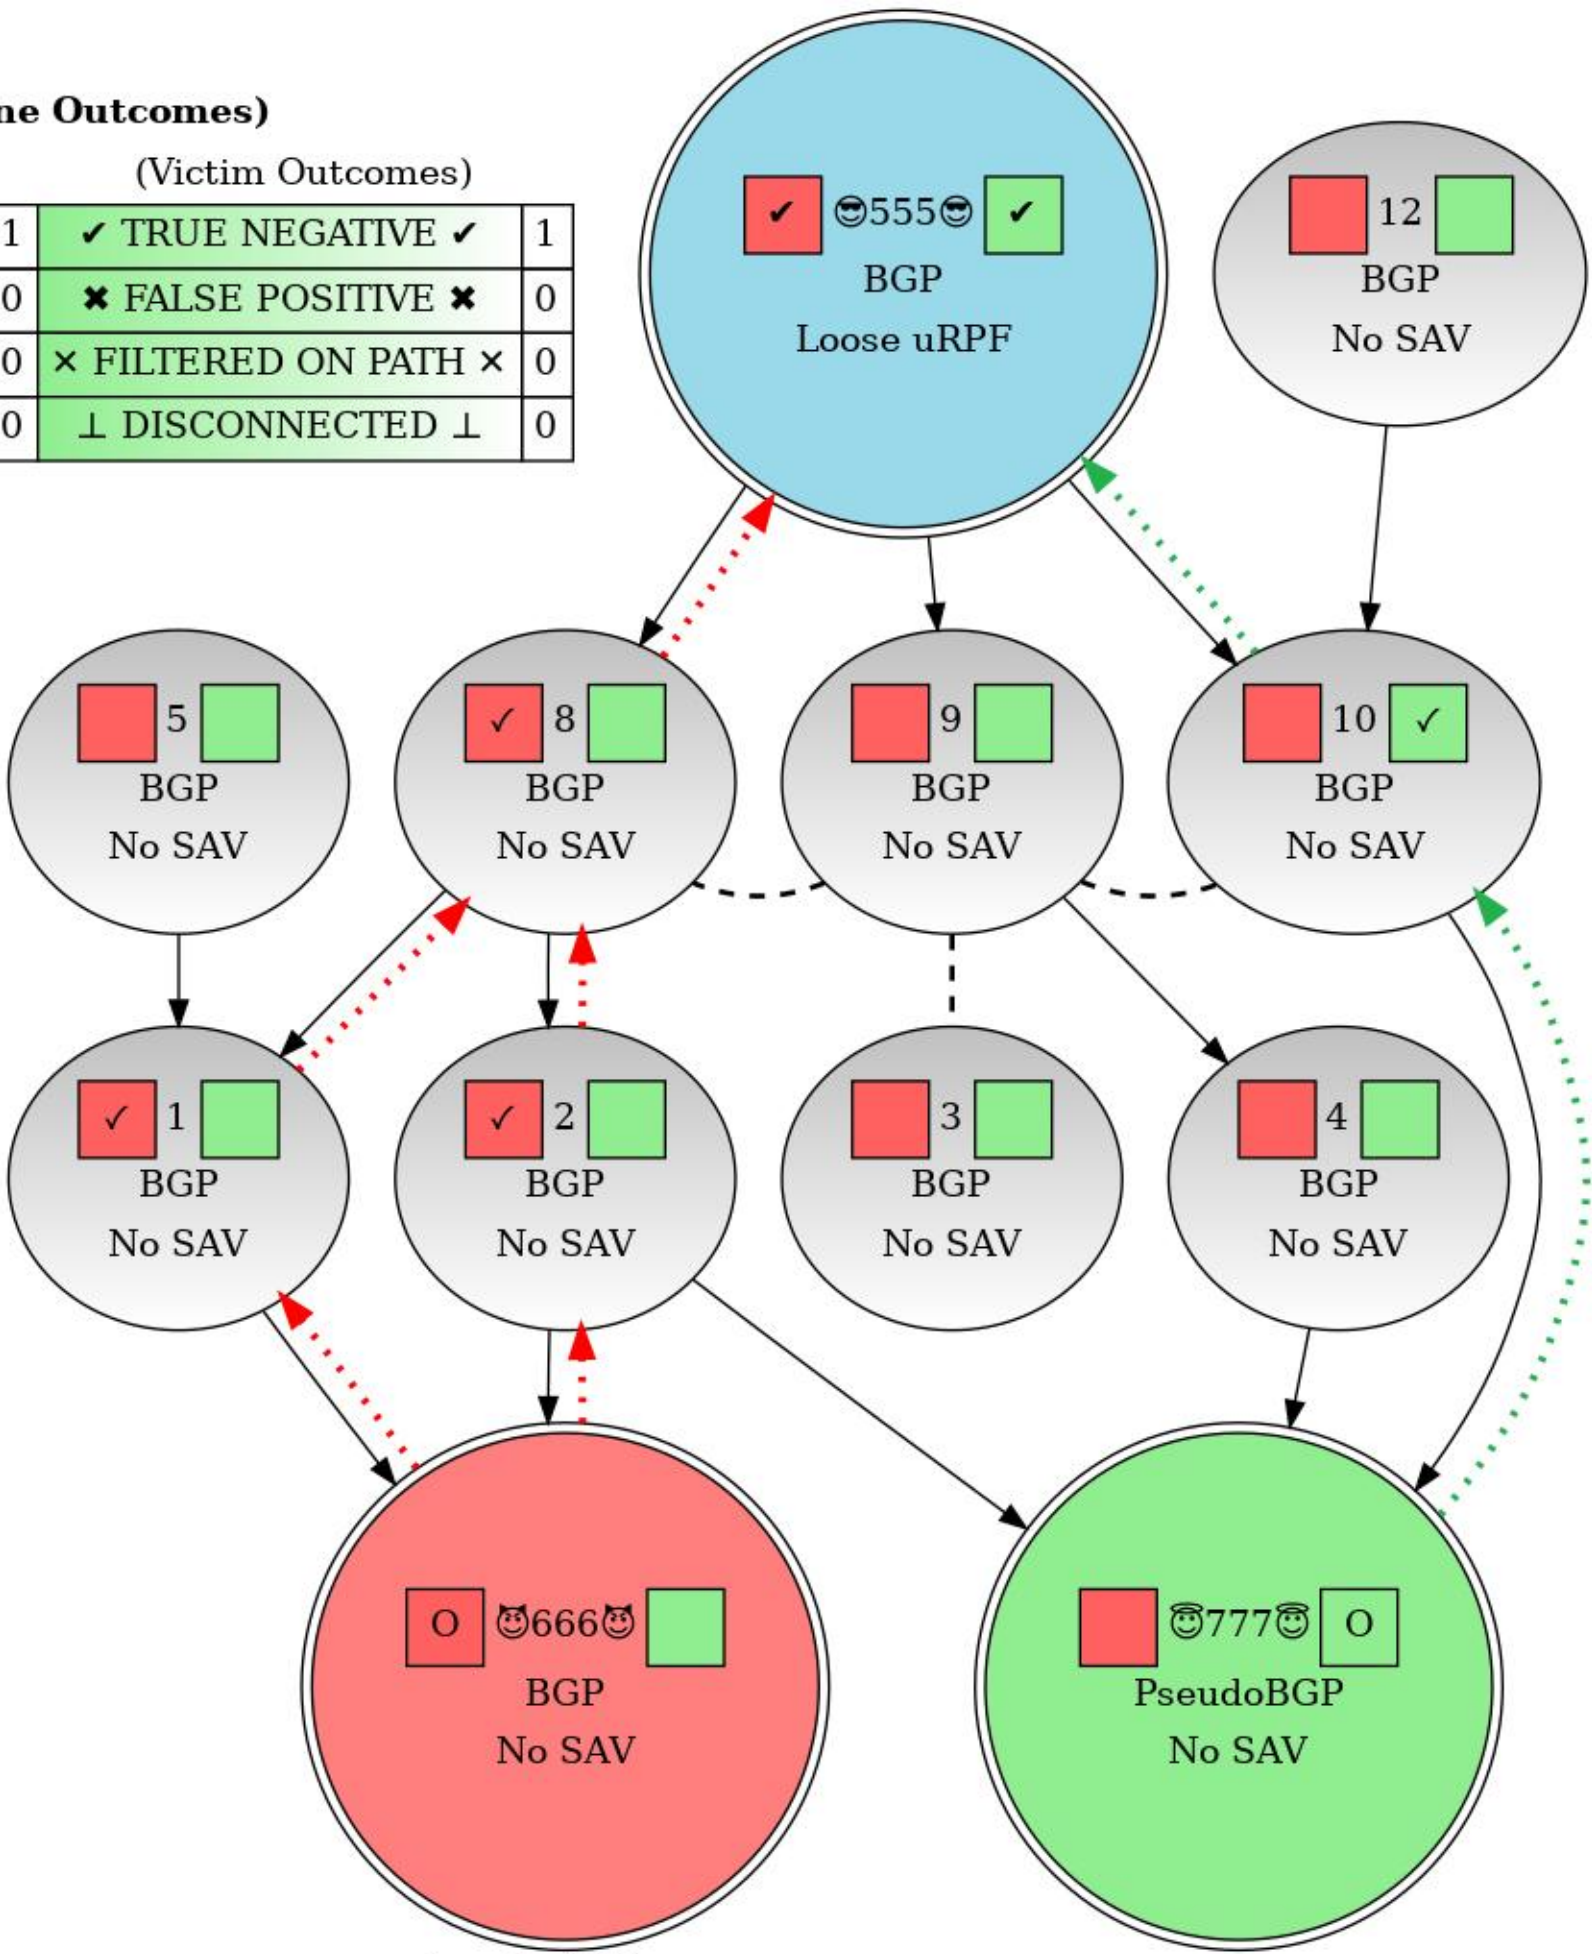 ne Outcomes)
(Victim Outcomes)
1 ✔ TRUE NEGATIVE ✔ 1
0 ✖ FALSE POSITIVE ✖ 0
0 × FILTERED ON PATH × 0
0 ⊥ DISCONNECTED ⊥ 0
✔ 😎555😎 ✔
BGP
Loose uRPF
12
BGP
No SAV
5
BGP
No SAV
✓ 8
BGP
No SAV
9
BGP
No SAV
10 ✓
BGP
No SAV
✓ 1
BGP
No SAV
✓ 2
BGP
No SAV
3
BGP
No SAV
4
BGP
No SAV
O 😈666😈
BGP
No SAV
😇777😇 O
PseudoBGP
No SAV